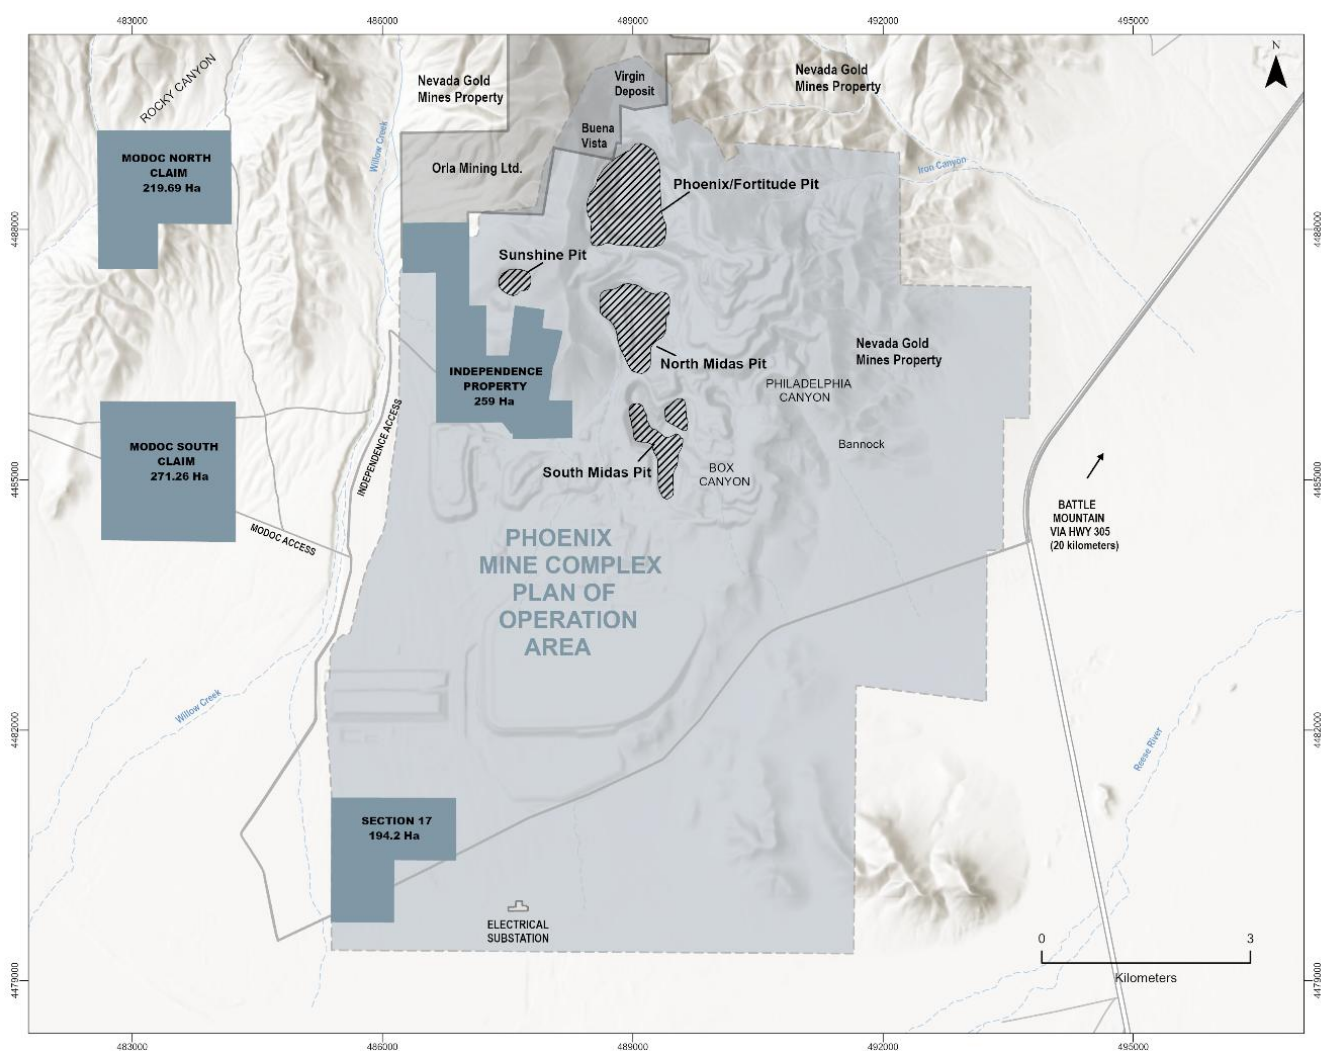 483000
486000
489000
492000
495000
N
ROCKY CANYON
Willow Creek
Nevada Gold
Mines Property
Virgin
Deposit
Nevada Gold
Mines Property
Buena
Vista
MODOC NORTH
CLAIM
219.69 Ha
Orla Mining Ltd.
Iron Canyon
Phoenix/Fortitude Pit
4488000
4488000
Sunshine Pit
Nevada Gold
Mines Property
North Midas Pit
INDEPENDENCE
PROPERTY
259 Ha
PHILADELPHIA
CANYON
INDEPENDENCE ACCESS
MODOC SOUTH
CLAIM
271.26 Ha
Bannock
South Midas Pit
BOX
CANYON
4485000
4485000
MODOC ACCESS
BATTLE
MOUNTAIN
VIA HWY 305
(20 kilometers)
PHOENIX
MINE COMPLEX
PLAN OF
OPERATION
AREA
Willow Creek
Reese River
4482000
4482000
SECTION 17
194.2 Ha
ELECTRICAL
SUBSTATION
0
3
Kilometers
4479000
4479000
483000
486000
489000
492000
495000